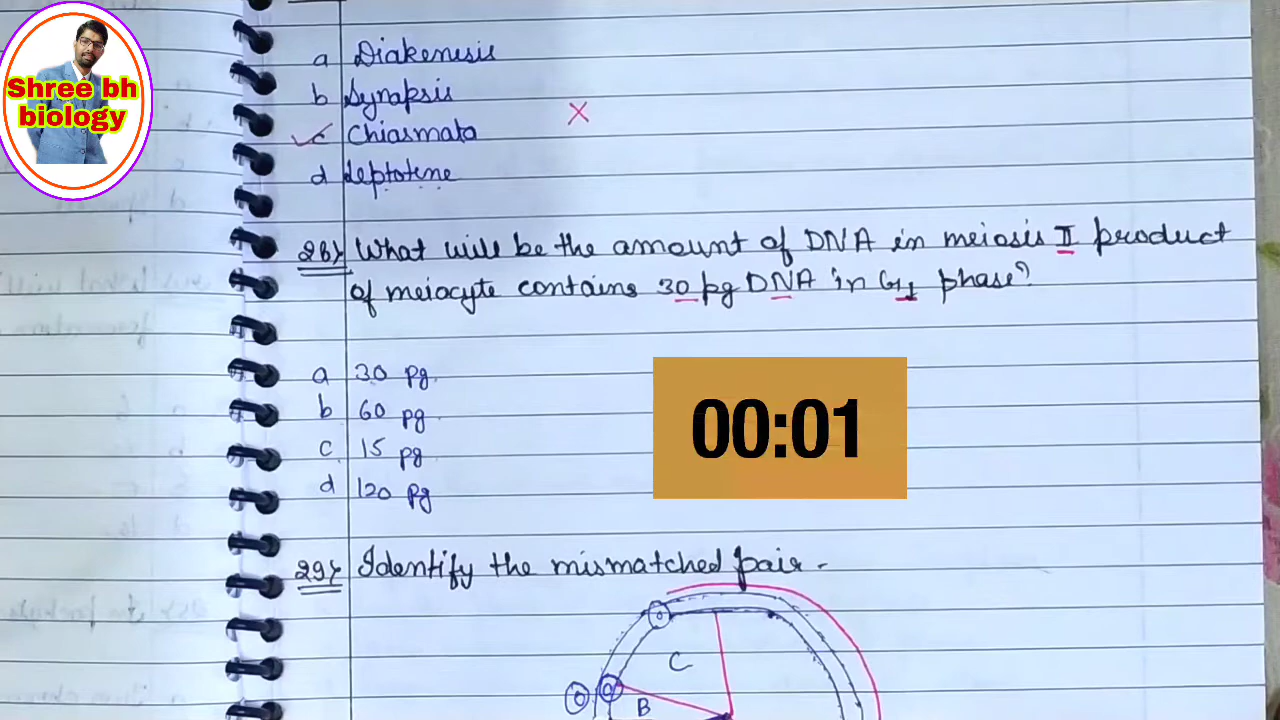 Shree bh
biology
a Diakenesis
b Synapsis
c Chiasmata
d Leptotene
28) What will be the amount of DNA in meiosis II product
of meiocyte contains 30 pg DNA in G1 phase?
a 30 pg.
b 60 pg
c. 15 pg
d 120 pg
00:01
29) Identify the mismatched pair -
C
B